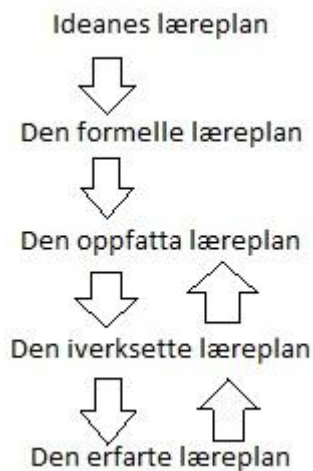 Ideanes læreplan
Den formelle læreplan
Den oppfatta læreplan
Den iverksette læreplan
Den erfarte læreplan